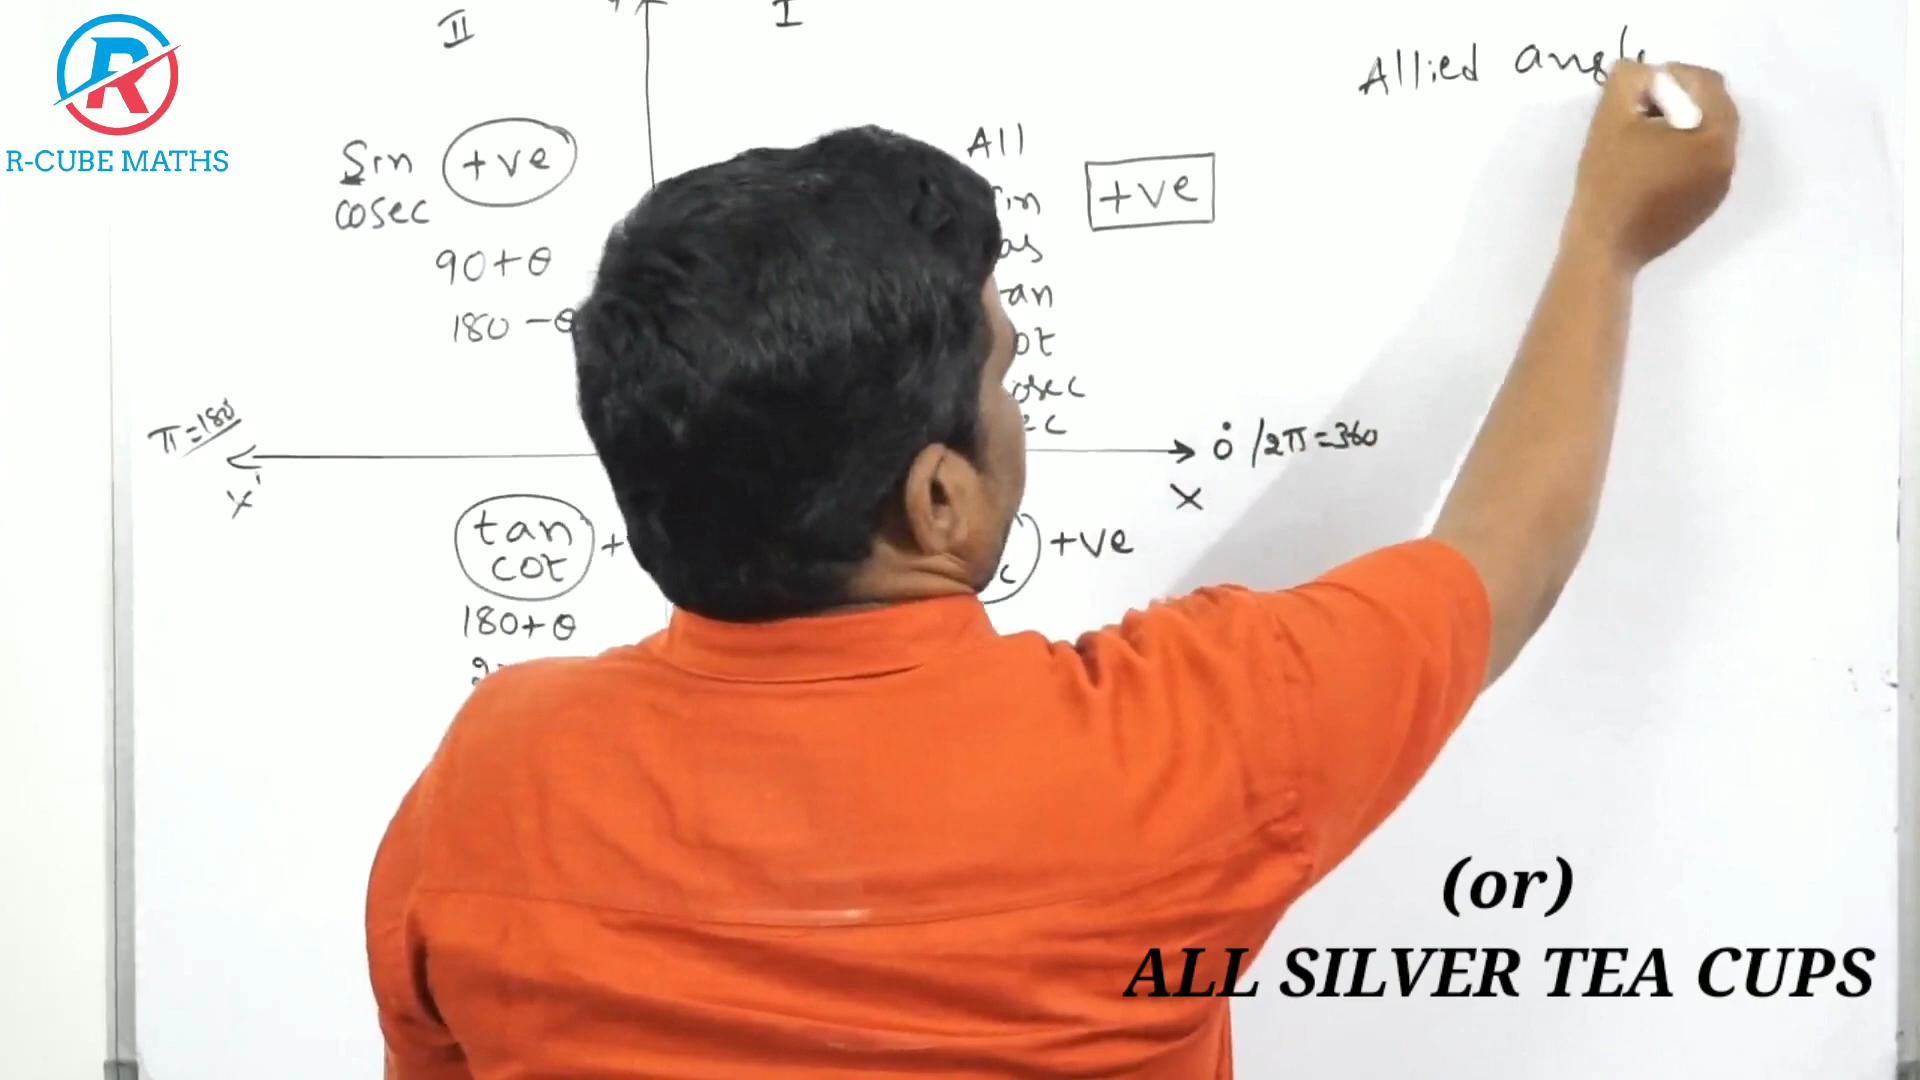 II
I
Allied angle
R-CUBE MATHS
Sin
cosec
+ve
90+θ
180-θ
All
+ve
π=180°
X'
0° /2π=360
X
tan
cot
180+θ
+ve
(or)
ALL SILVER TEA CUPS